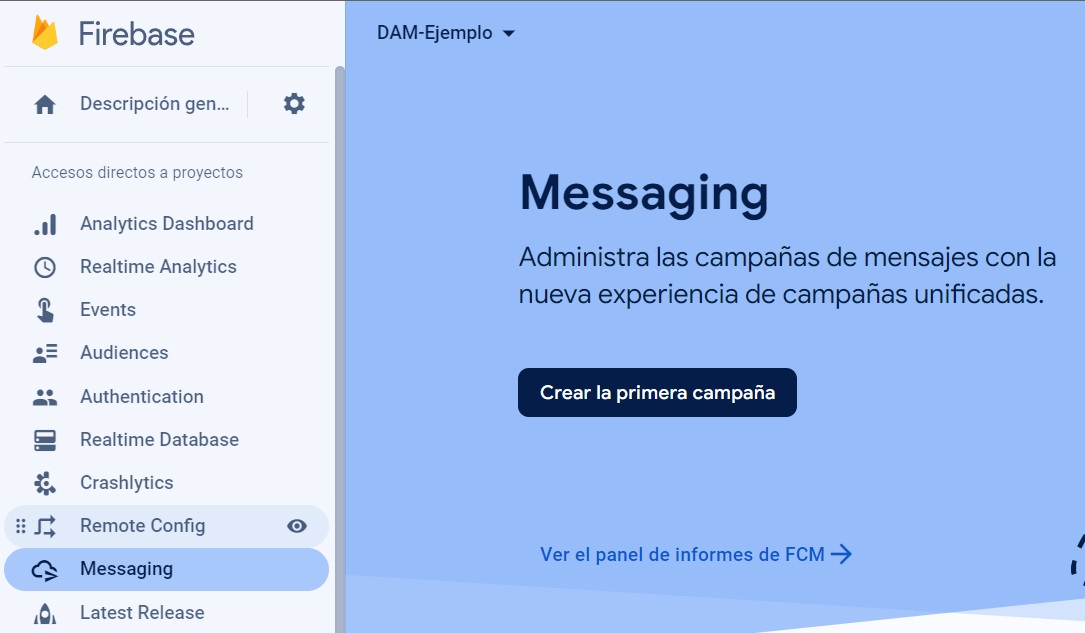 Firebase
DAM-Ejemplo
Descripción gen...
Accesos directos a proyectos
Analytics Dashboard
Realtime Analytics
Events
Audiences
Authentication
Realtime Database
Crashlytics
Remote Config
Messaging
Latest Release
Messaging
Administra las campañas de mensajes con la
nueva experiencia de campañas unificadas.
Crear la primera campaña
Ver el panel de informes de FCM